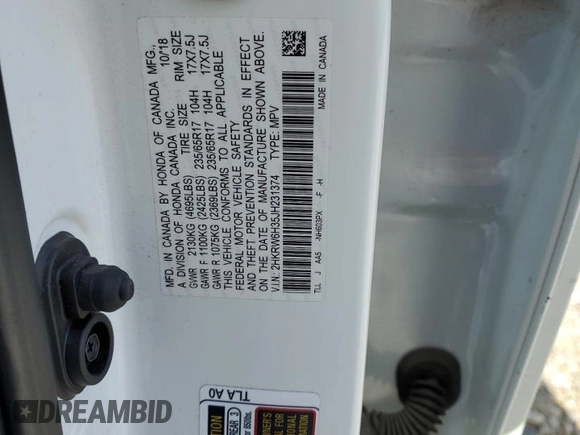 MFD. IN CANADA BY HONDA OF CANADA MFG., 10/18
A DIVISION OF HONDA CANADA INC.
TIRE SIZE RIM SIZE
GVWR 2130KG (4695LBS)
GAWR F 1100KG (2425LBS) 235/65R17 104H 17X7.5J
GAWR R 1075KG (2369LBS) 235/65R17 104H 17X7.5J
THIS VEHICLE CONFORMS TO ALL APPLICABLE
FEDERAL MOTOR VEHICLE SAFETY
AND THEFT PREVENTION STANDARDS IN EFFECT
ON THE DATE OF MANUFACTURE SHOWN ABOVE.
V.I.N.: 2HKRW6H35JH231374 TYPE: MPV
TLL J AA5 -NH603PX F -H MADE IN CANADA
TLA A0
REAR 3
DREAMBID